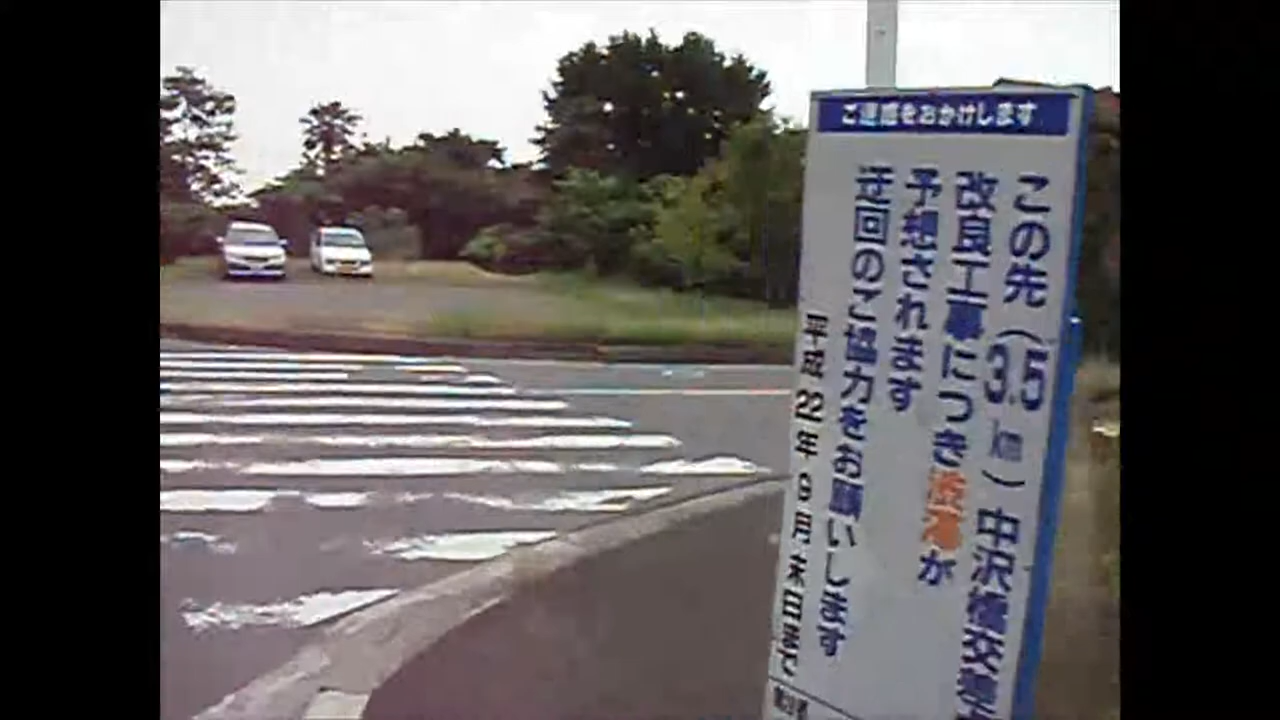 ご迷惑をおかけします
この先(3.5km)中沢橋交差
改良工事につき渋滞が
予想されます
迂回のご協力をお願いします
平成22年9月末日まで